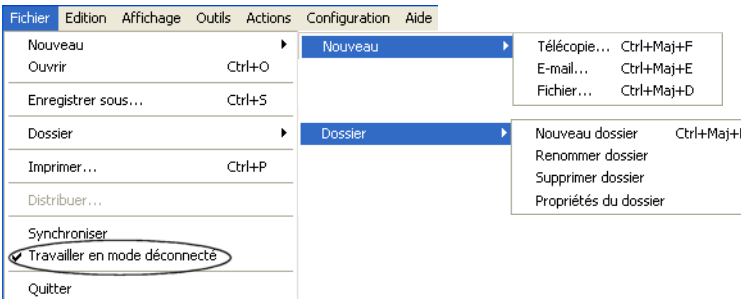 Fichier Edition Affichage Outils Actions Configuration Aide
Nouveau
Ouvrir Ctrl+O
Enregistrer sous... Ctrl+S
Dossier
Imprimer... Ctrl+P
Distribuer...
Synchroniser
Travailler en mode déconnecté
Quitter
Nouveau
Télécopie... Ctrl+Maj+F
E-mail... Ctrl+Maj+E
Fichier... Ctrl+Maj+D
Dossier
Nouveau dossier Ctrl+Maj+
Renommer dossier
Supprimer dossier
Propriétés du dossier